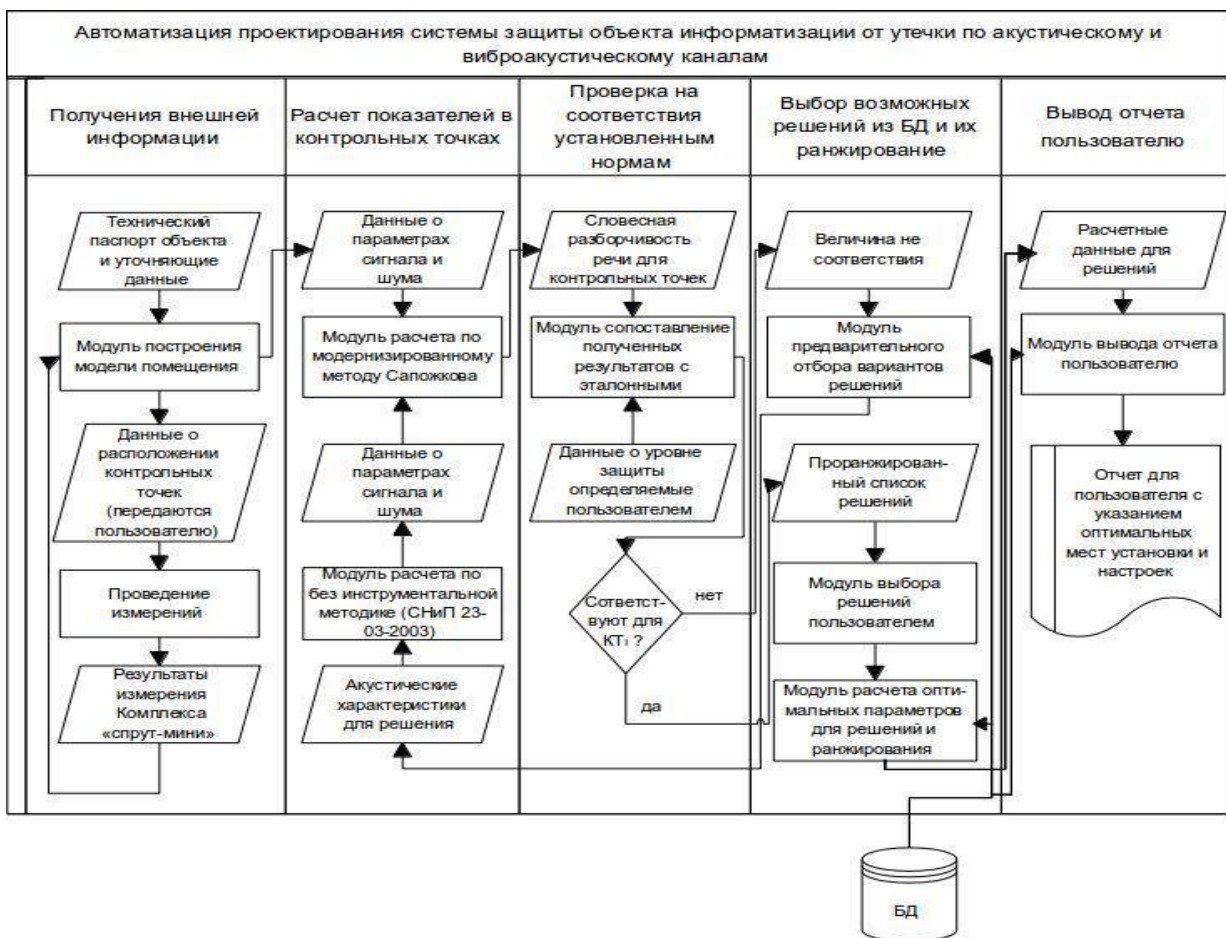 Автоматизация проектирования системы защиты объекта информатизации от утечки по акустическому и
виброакустическому каналам
Получения внешней
информации
Расчет показателей в
контрольных точках
Проверка на
соответствия
установленным
нормам
Выбор возможных
решений из БД и их
ранжирование
Вывод отчета
пользователю
Технический
паспорт объекта
и уточняющие
данные
Модуль построения
модели помещения
Данные о
расположении
контрольных
точек
(передаются
пользователю)
Проведение
измерений
Результаты
измерения
Комплекса
«спрут-мини»
Данные о
параметрах
сигнала и
шума
Модуль расчета по
модернизированному
методу Сапожкова
Данные о
параметрах
сигнала и
шума
Модуль расчета по
без инструментальной
методике (СНиП 23-
03-2003)
Акустические
характеристики
для решения
Словесная
разборчивость
речи для
контрольных точек
Модуль сопоставление
полученных
результатов с
эталонными
Данные о уровне
защиты
определяемые
пользователем
Сответст-
вуют для
КТi ?
нет
да
Величина не
соответствия
Модуль
предварительного
отбора вариантов
решений
Проранжирован-
ный список
решений
Модуль выбора
решений
пользователем
Модуль расчета опти-
мальных параметров
для решений и
ранжирования
Расчетные
данные для
решений
Модуль вывода отчета
пользователю
Отчет для
пользователя с
указанием
оптимальных
мест установки и
настроек
БД